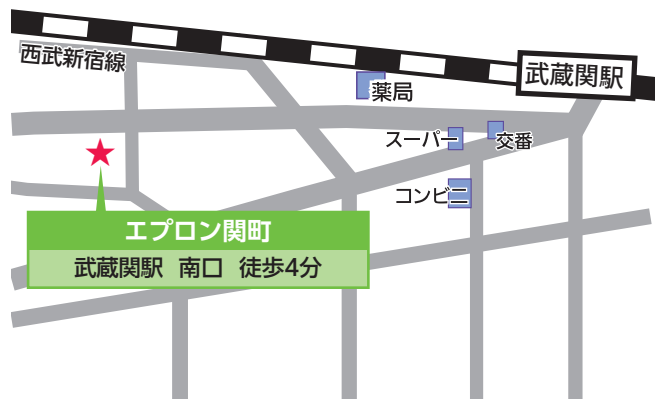 西武新宿線
武蔵関駅
薬局
スーパー
交番
コンビニ
エプロン関町
武蔵関駅 南口 徒歩4分